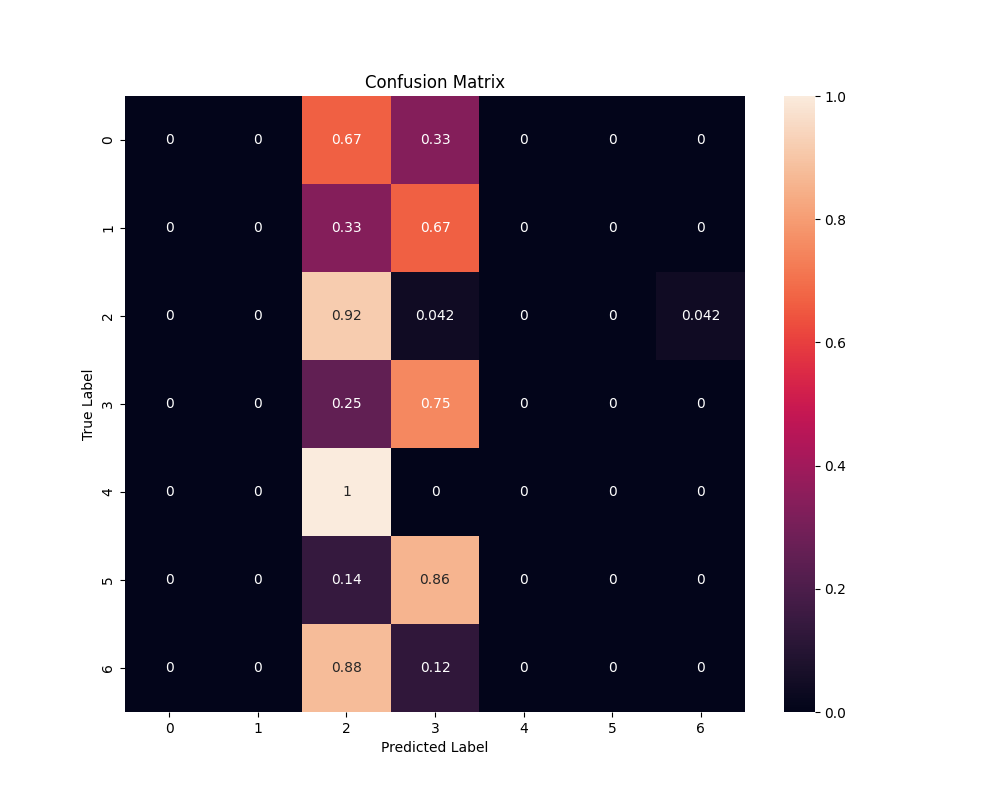 Confusion Matrix
0 0 0 0.67 0.33 0 0 0
1 0 0 0.33 0.67 0 0 0
2 0 0 0.92 0.042 0 0 0.042
3 0 0 0.25 0.75 0 0 0
4 0 0 1 0 0 0 0
5 0 0 0.14 0.86 0 0 0
6 0 0 0.88 0.12 0 0 0
True Label
0 1 2 3 4 5 6
Predicted Label
1.0
0.8
0.6
0.4
0.2
0.0